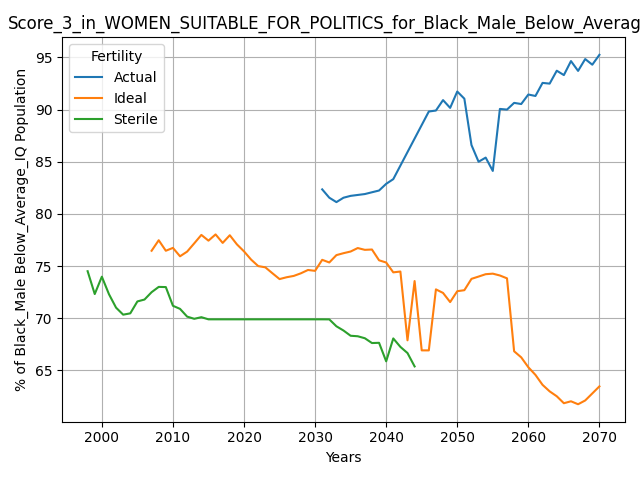 Score_3_in_WOMEN_SUITABLE_FOR_POLITICS_for_Black_Male_Below_Averag
Fertility
Actual
Ideal
Sterile
% of Black_Male Below_Average_IQ Population
95
90
85
80
75
70
65
2000 2010 2020 2030 2040 2050 2060 2070
Years